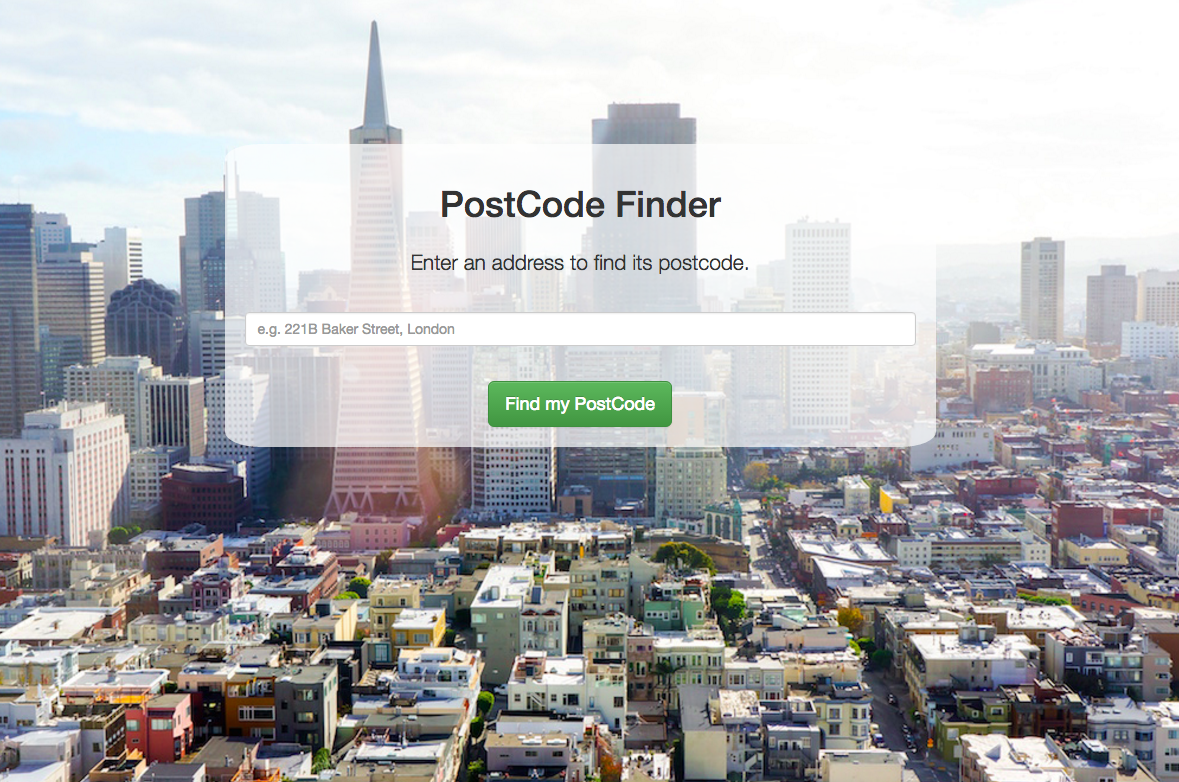 PostCode Finder
Enter an address to find its postcode.
e.g. 221B Baker Street, London
Find my PostCode